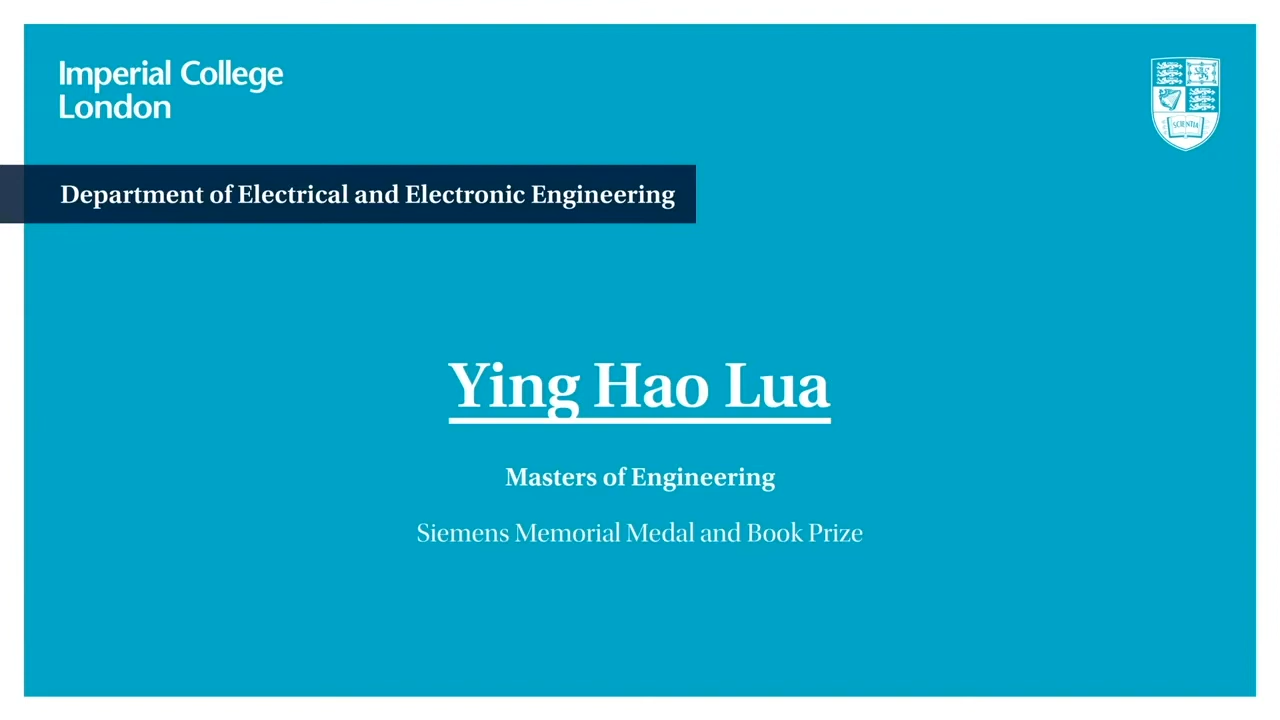 Imperial College
London
SCIENTIA
Department of Electrical and Electronic Engineering
Ying Hao Lua
Masters of Engineering
Siemens Memorial Medal and Book Prize